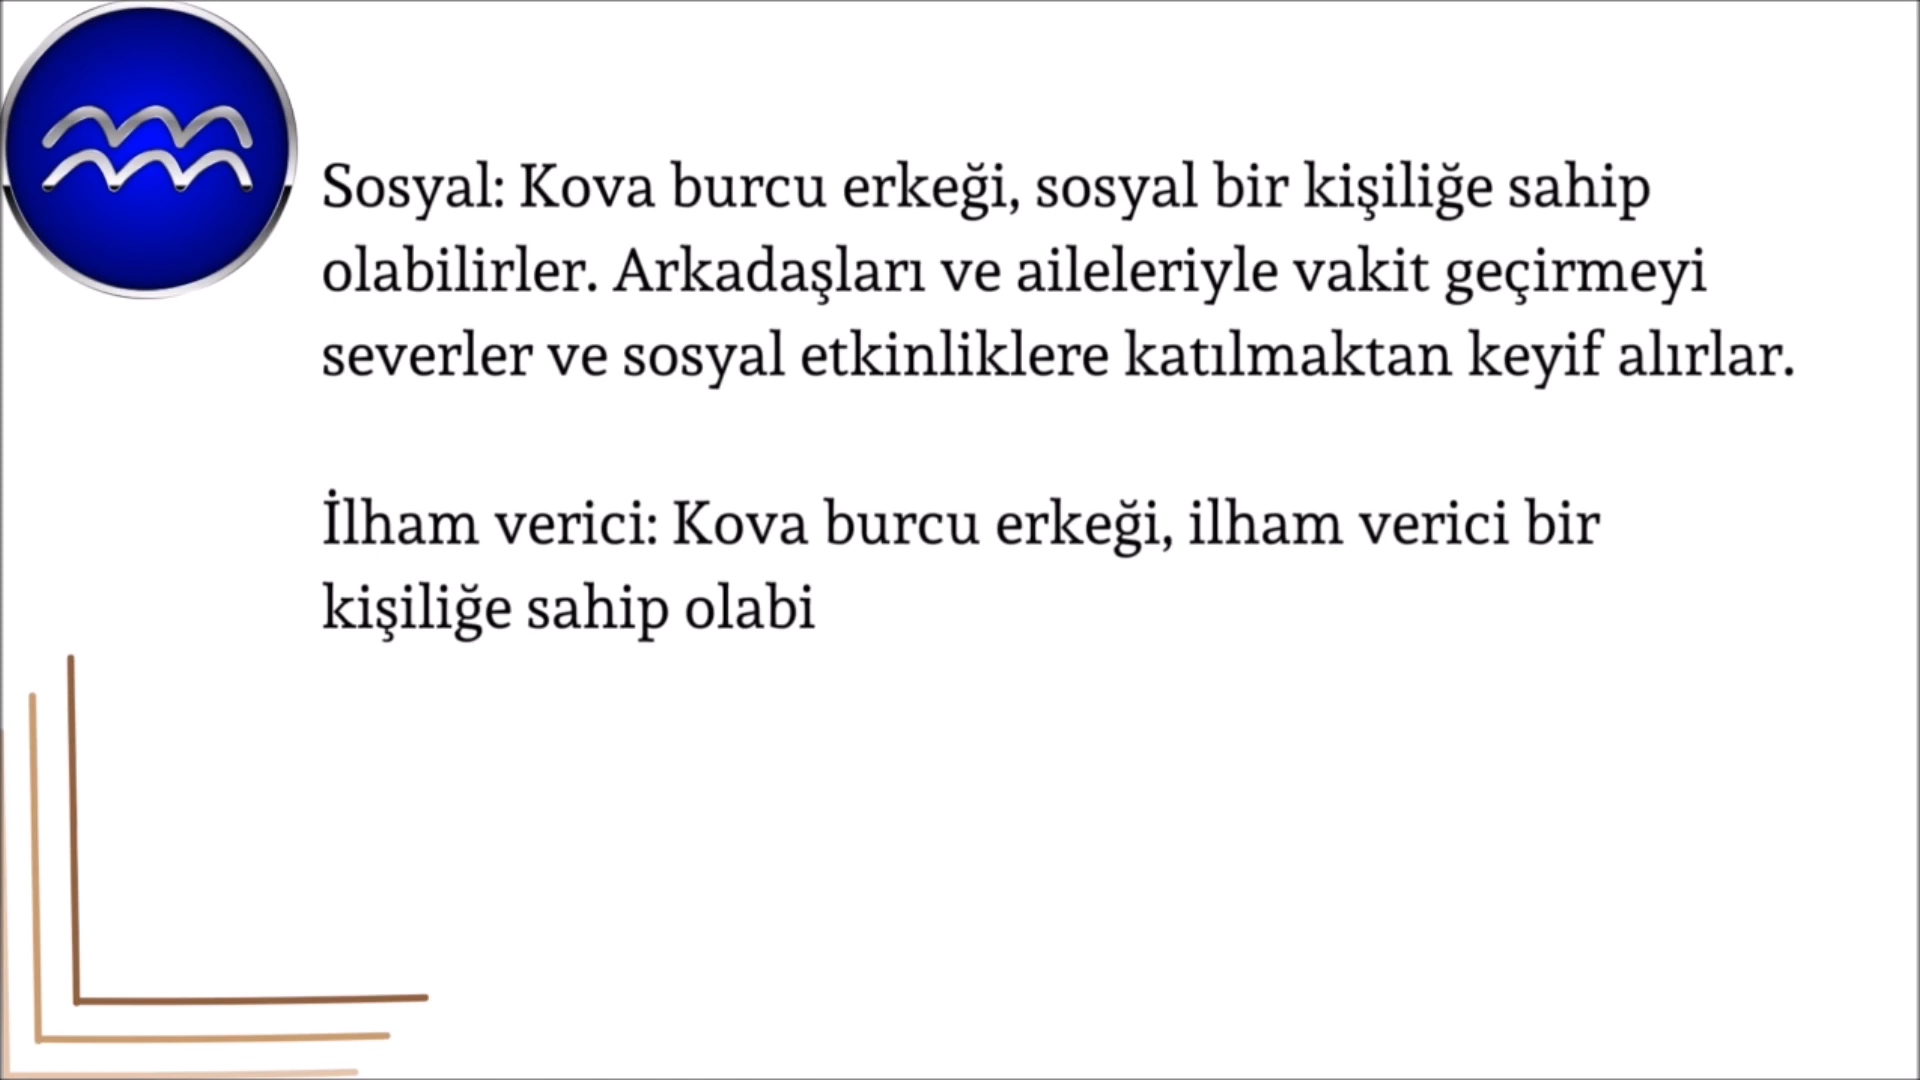 Sosyal: Kova burcu erkeği, sosyal bir kişiliğe sahip
olabilirler. Arkadaşları ve aileleriyle vakit geçirmeyi
severler ve sosyal etkinliklere katılmaktan keyif alırlar.
İlham verici: Kova burcu erkeği, ilham verici bir
kişiliğe sahip olabi